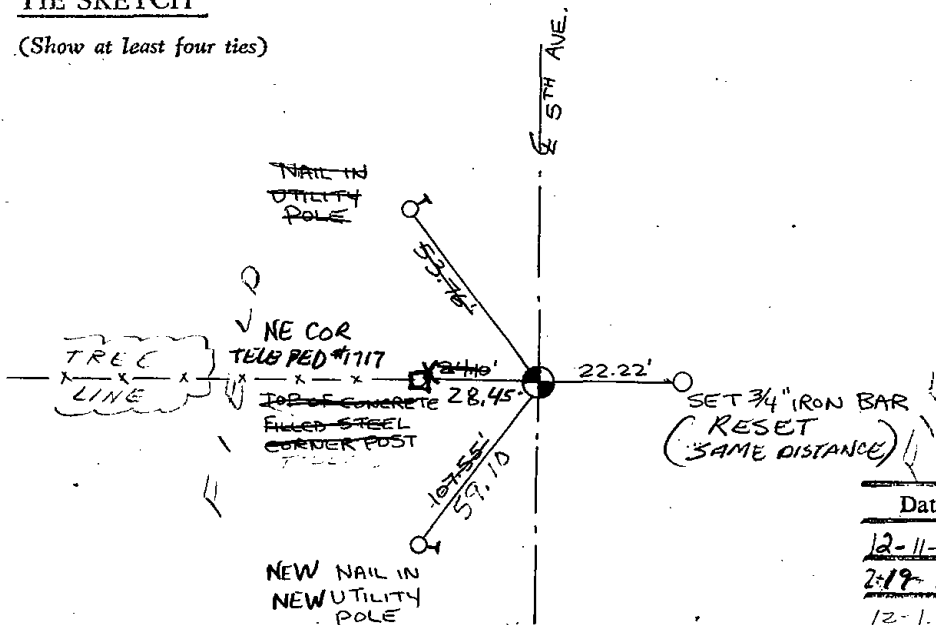 TIE SKETCH
(Show at least four ties)
℄ 5TH AVE.
NAIL IN
UTILITY
POLE
53.76'
NE COR
TELE PED #1717
TREE
LINE
24.10'
28.45'
22.22'
TOP OF CONCRETE
FILLED STEEL
CORNER POST
SET 3/4" IRON BAR
(RESET
SAME DISTANCE)
107.55'
59.10
NEW NAIL IN
NEW UTILITY
POLE
Dat
12-11-
2-19-
12-1